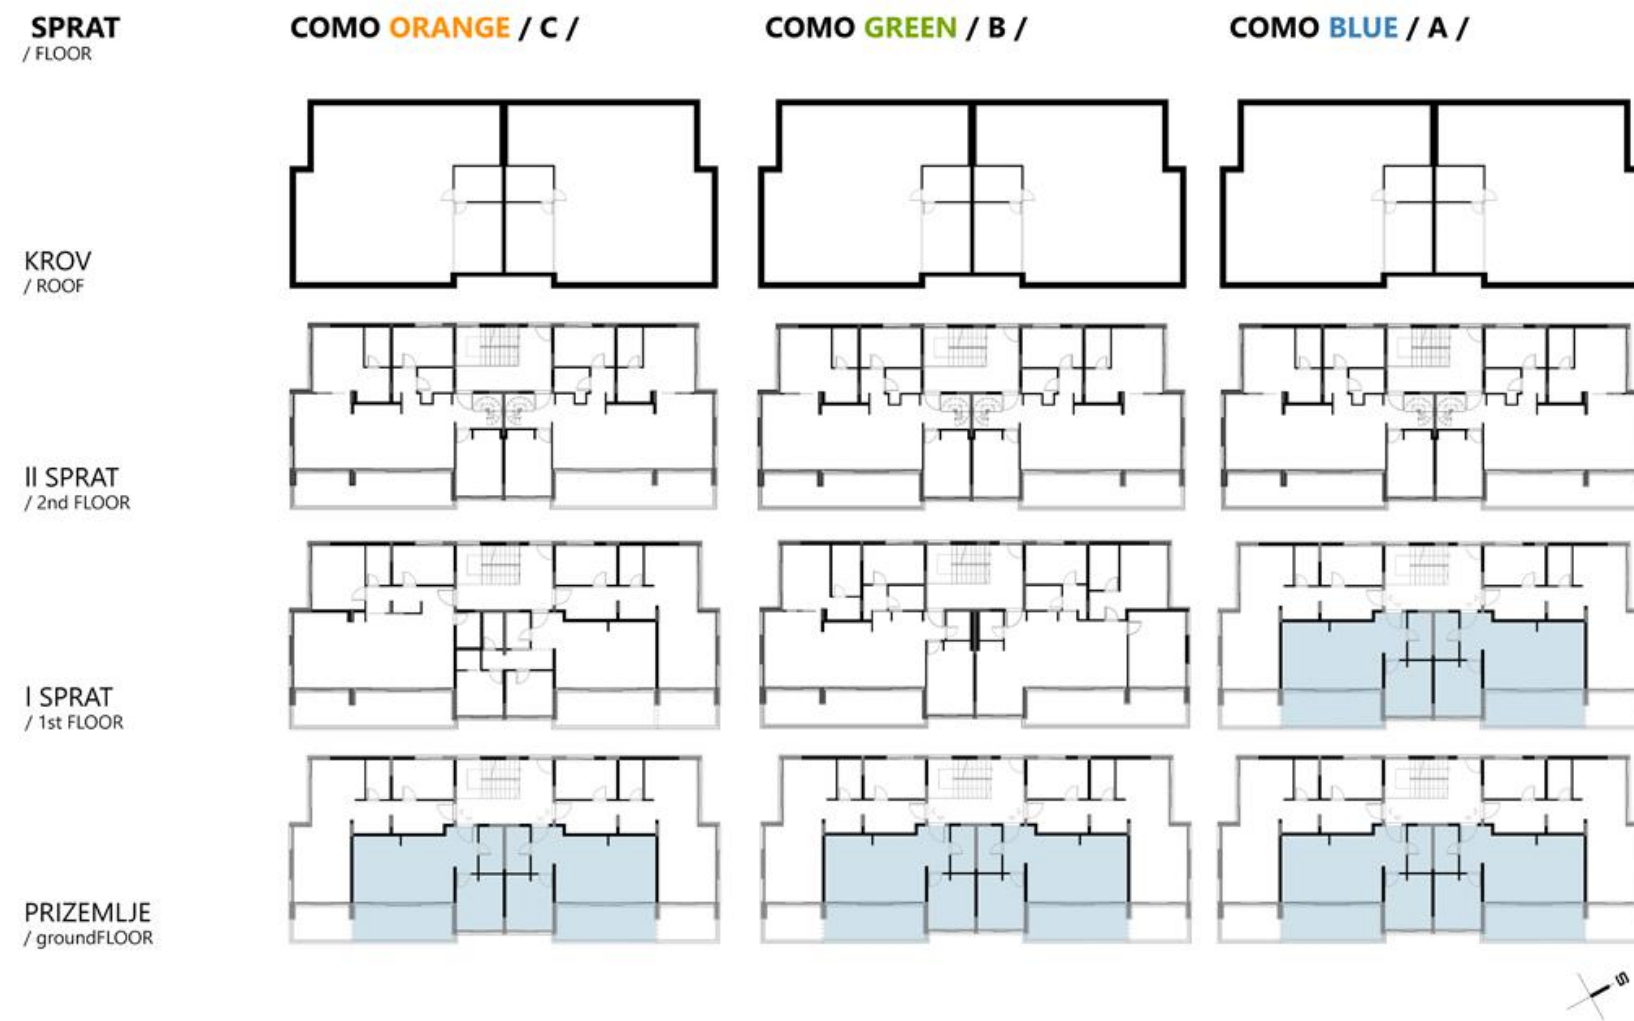 SPRAT
/ FLOOR
COMO ORANGE / C /
COMO GREEN / B /
COMO BLUE / A /
KROV
/ ROOF
II SPRAT
/ 2nd FLOOR
I SPRAT
/ 1st FLOOR
PRIZEMLJE
/ groundFLOOR
S